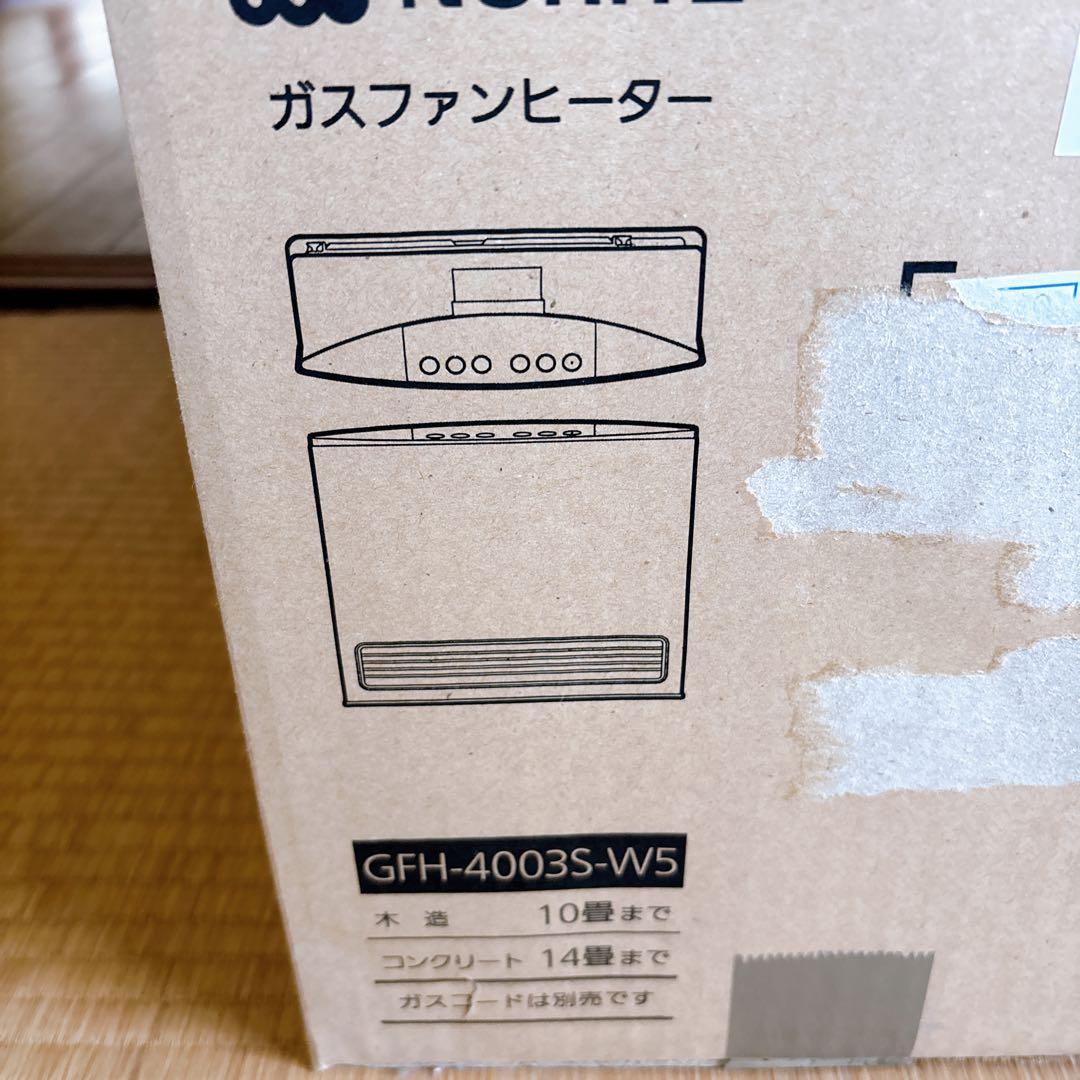 NORITZ
ガスファンヒーター
GFH-4003S-W5
木 造 10畳まで
コンクリート 14畳まで
ガスコードは別売です